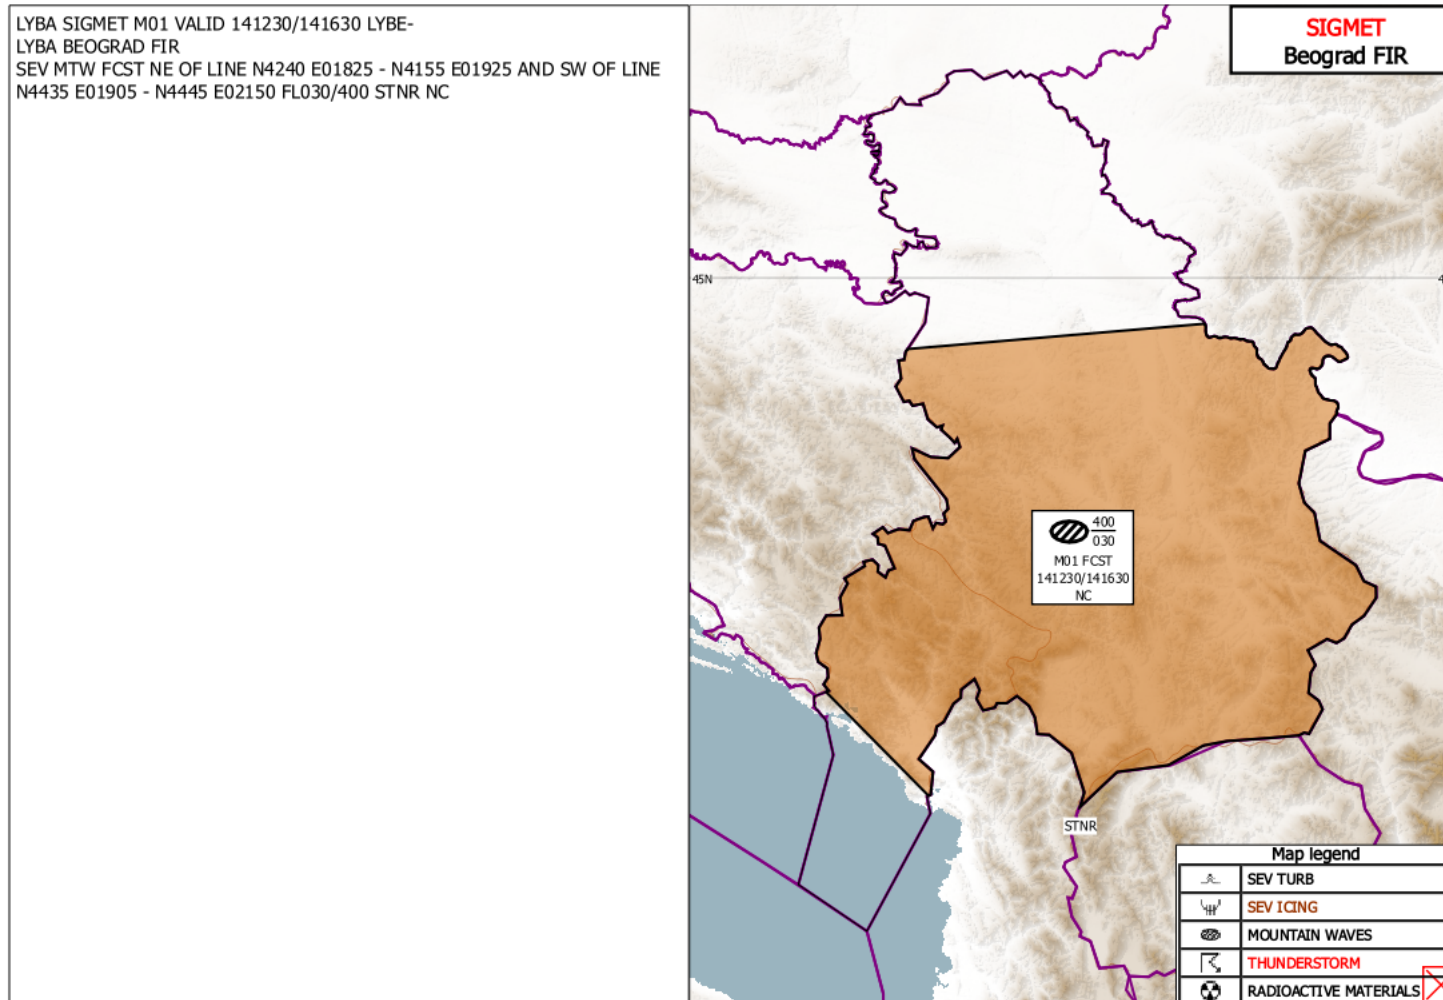 LYBA SIGMET M01 VALID 141230/141630 LYBE-
LYBA BEOGRAD FIR
SEV MTW FCST NE OF LINE N4240 E01825 - N4155 E01925 AND SW OF LINE
N4435 E01905 - N4445 E02150 FL030/400 STNR NC
SIGMET
Beograd FIR
45N
4
400
030
M01 FCST
141230/141630
NC
STNR
Map legend
SEV TURB
SEV ICING
MOUNTAIN WAVES
THUNDERSTORM
RADIOACTIVE MATERIALS